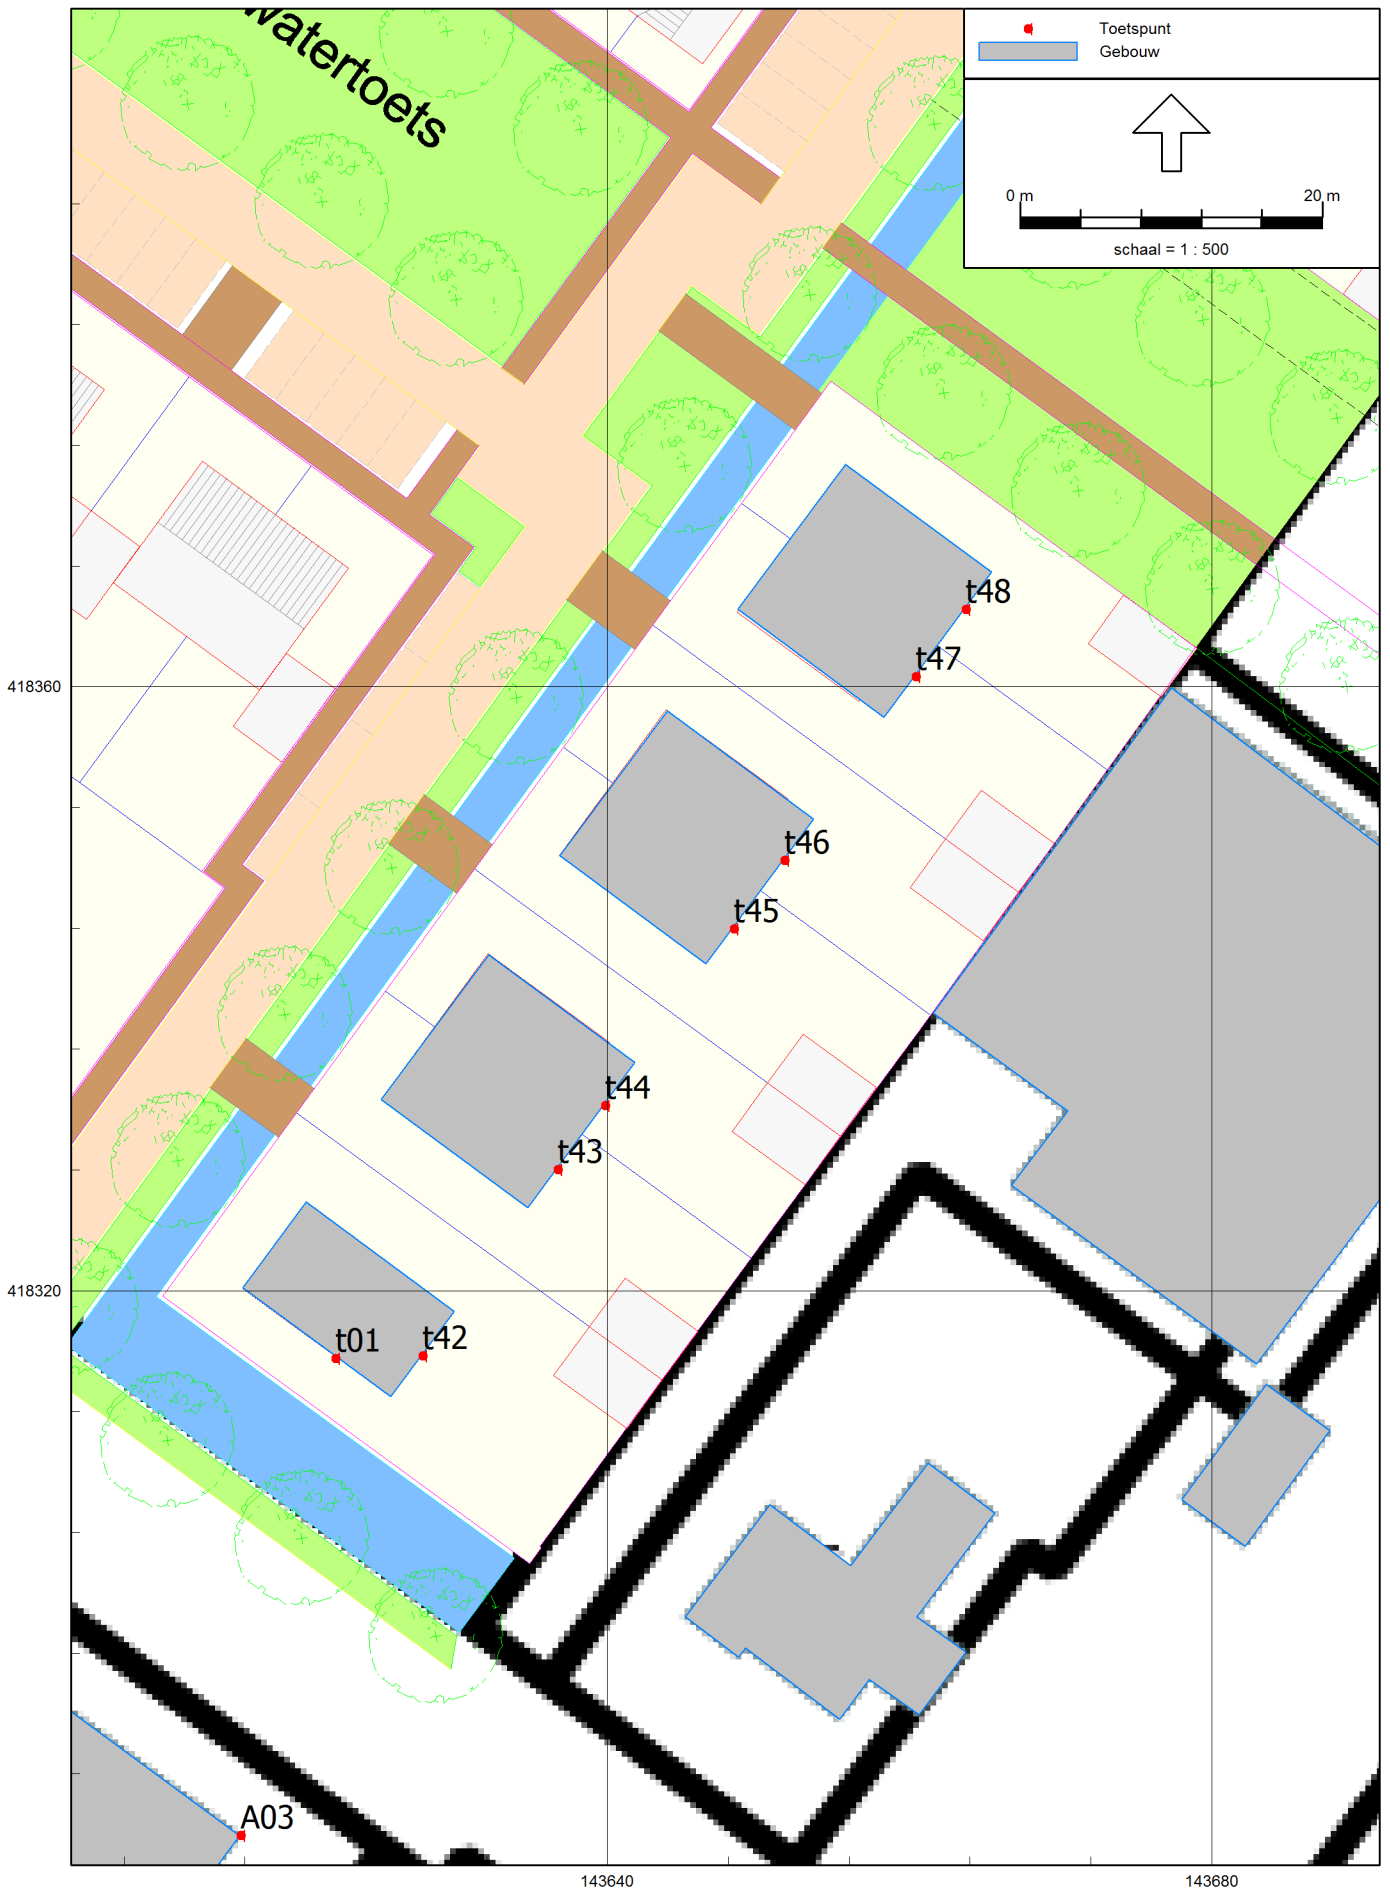 watertoets
Toetspunt
Gebouw
0 m 20 m
schaal = 1 : 500
t48
t47
418360
t46
t45
t44
t43
418320
t01 t42
A03
143640 143680